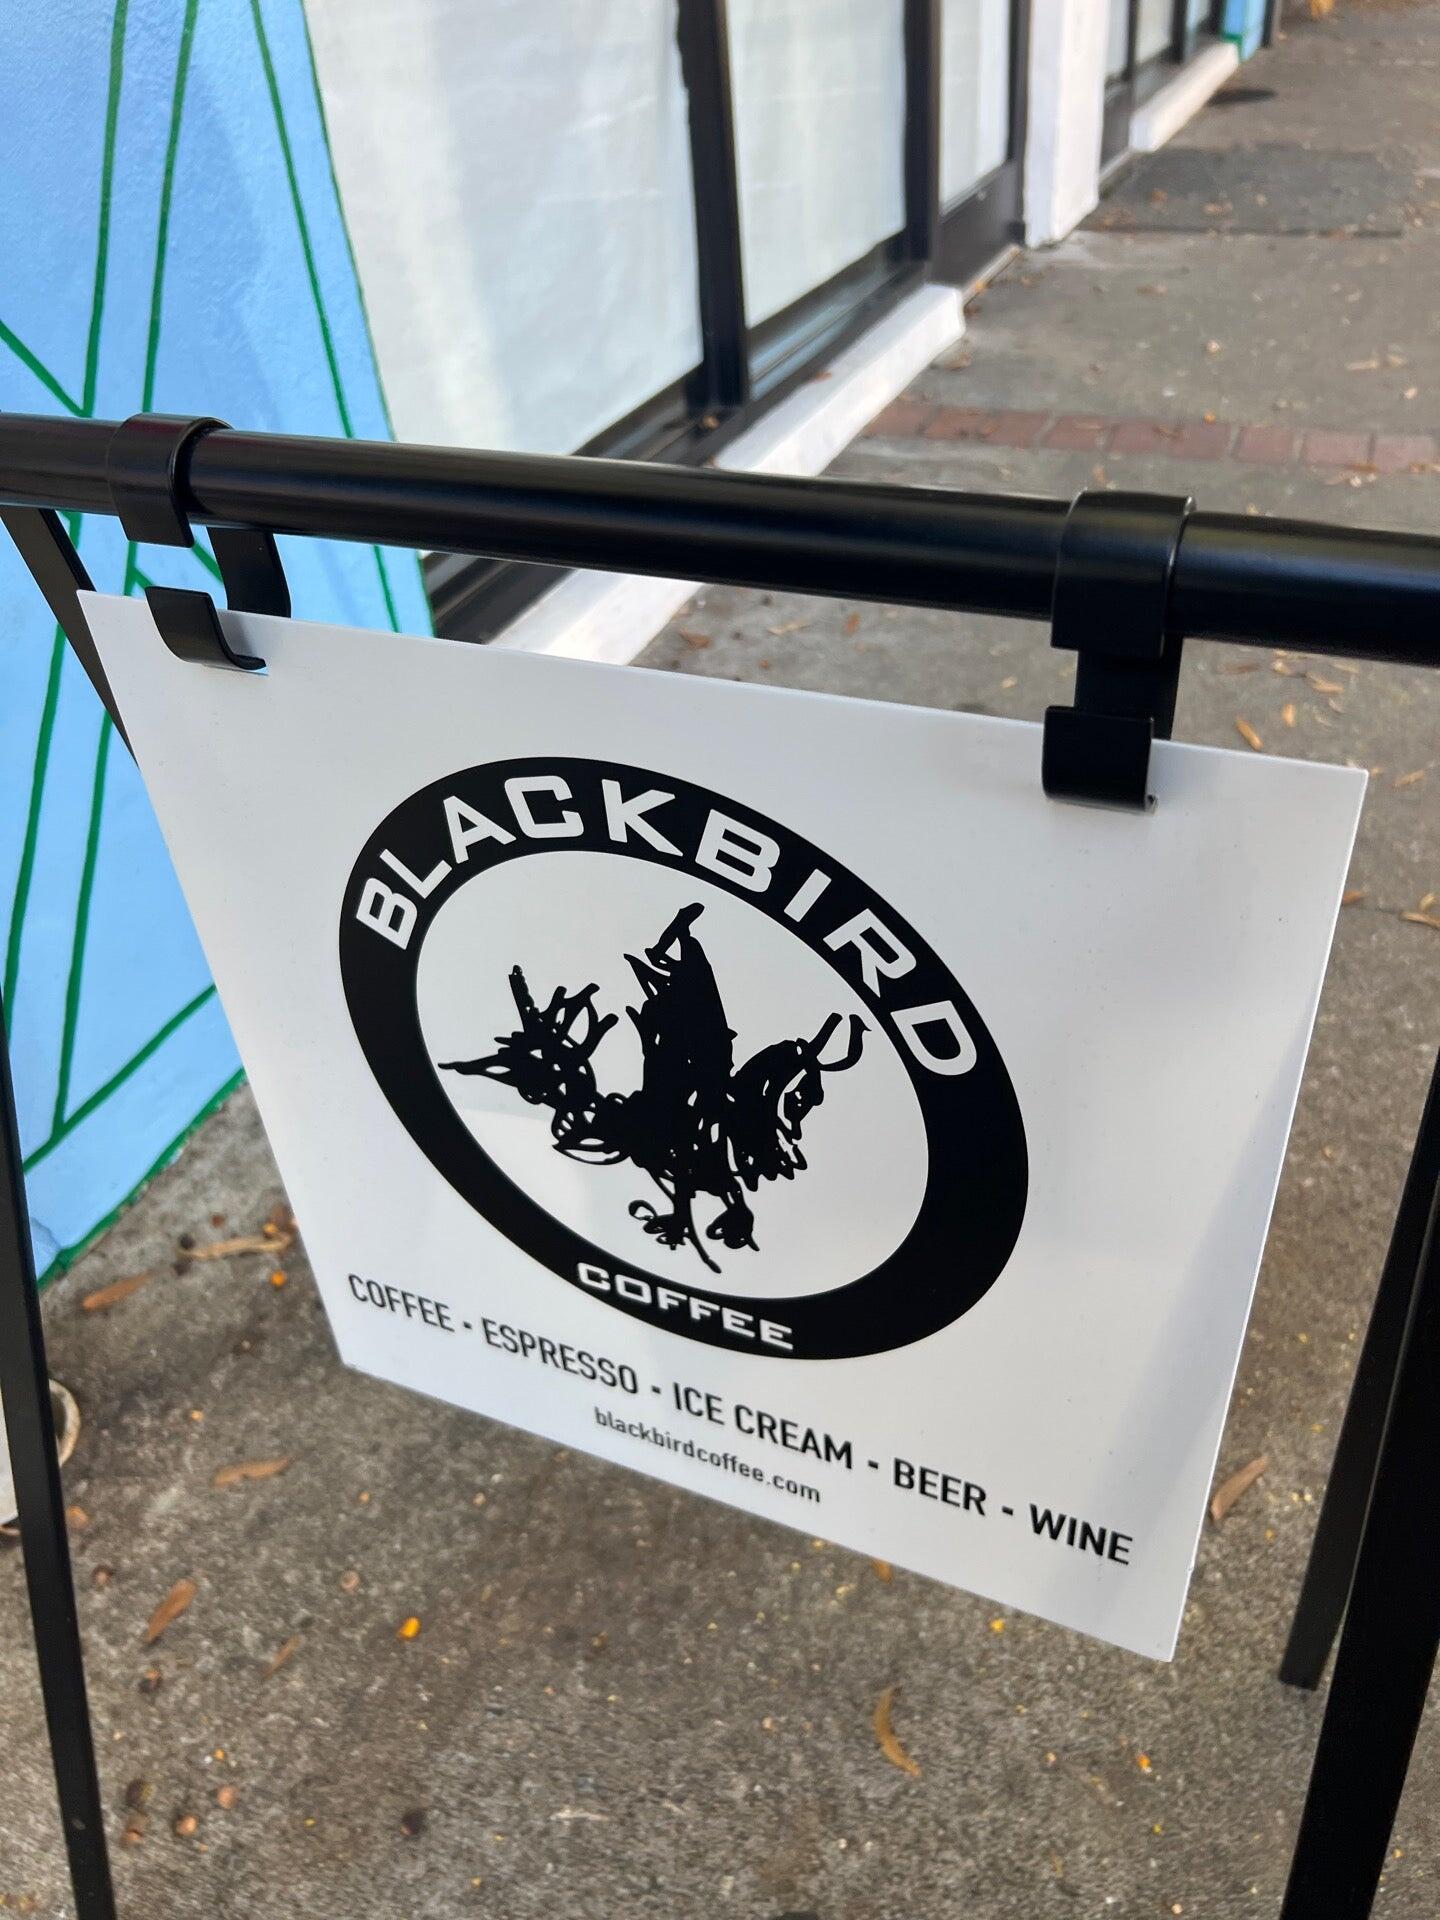 BLACKBIRD
COFFEE
COFFEE - ESPRESSO - ICE CREAM - BEER - WINE
blackbirdcoffee.com